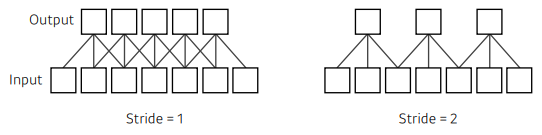 Output
Input
Stride = 1
Stride = 2